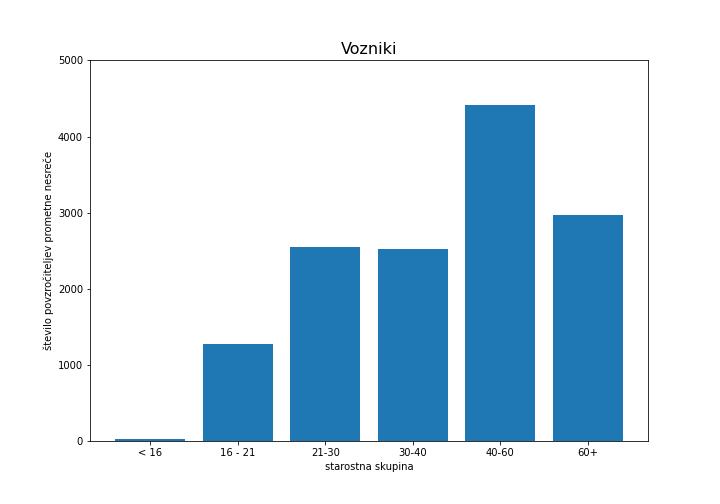 Vozniki
5000
4000
3000
2000
1000
0
število povzročiteljev prometne nesreče
< 16
16 - 21
21-30
30-40
40-60
60+
starostna skupina